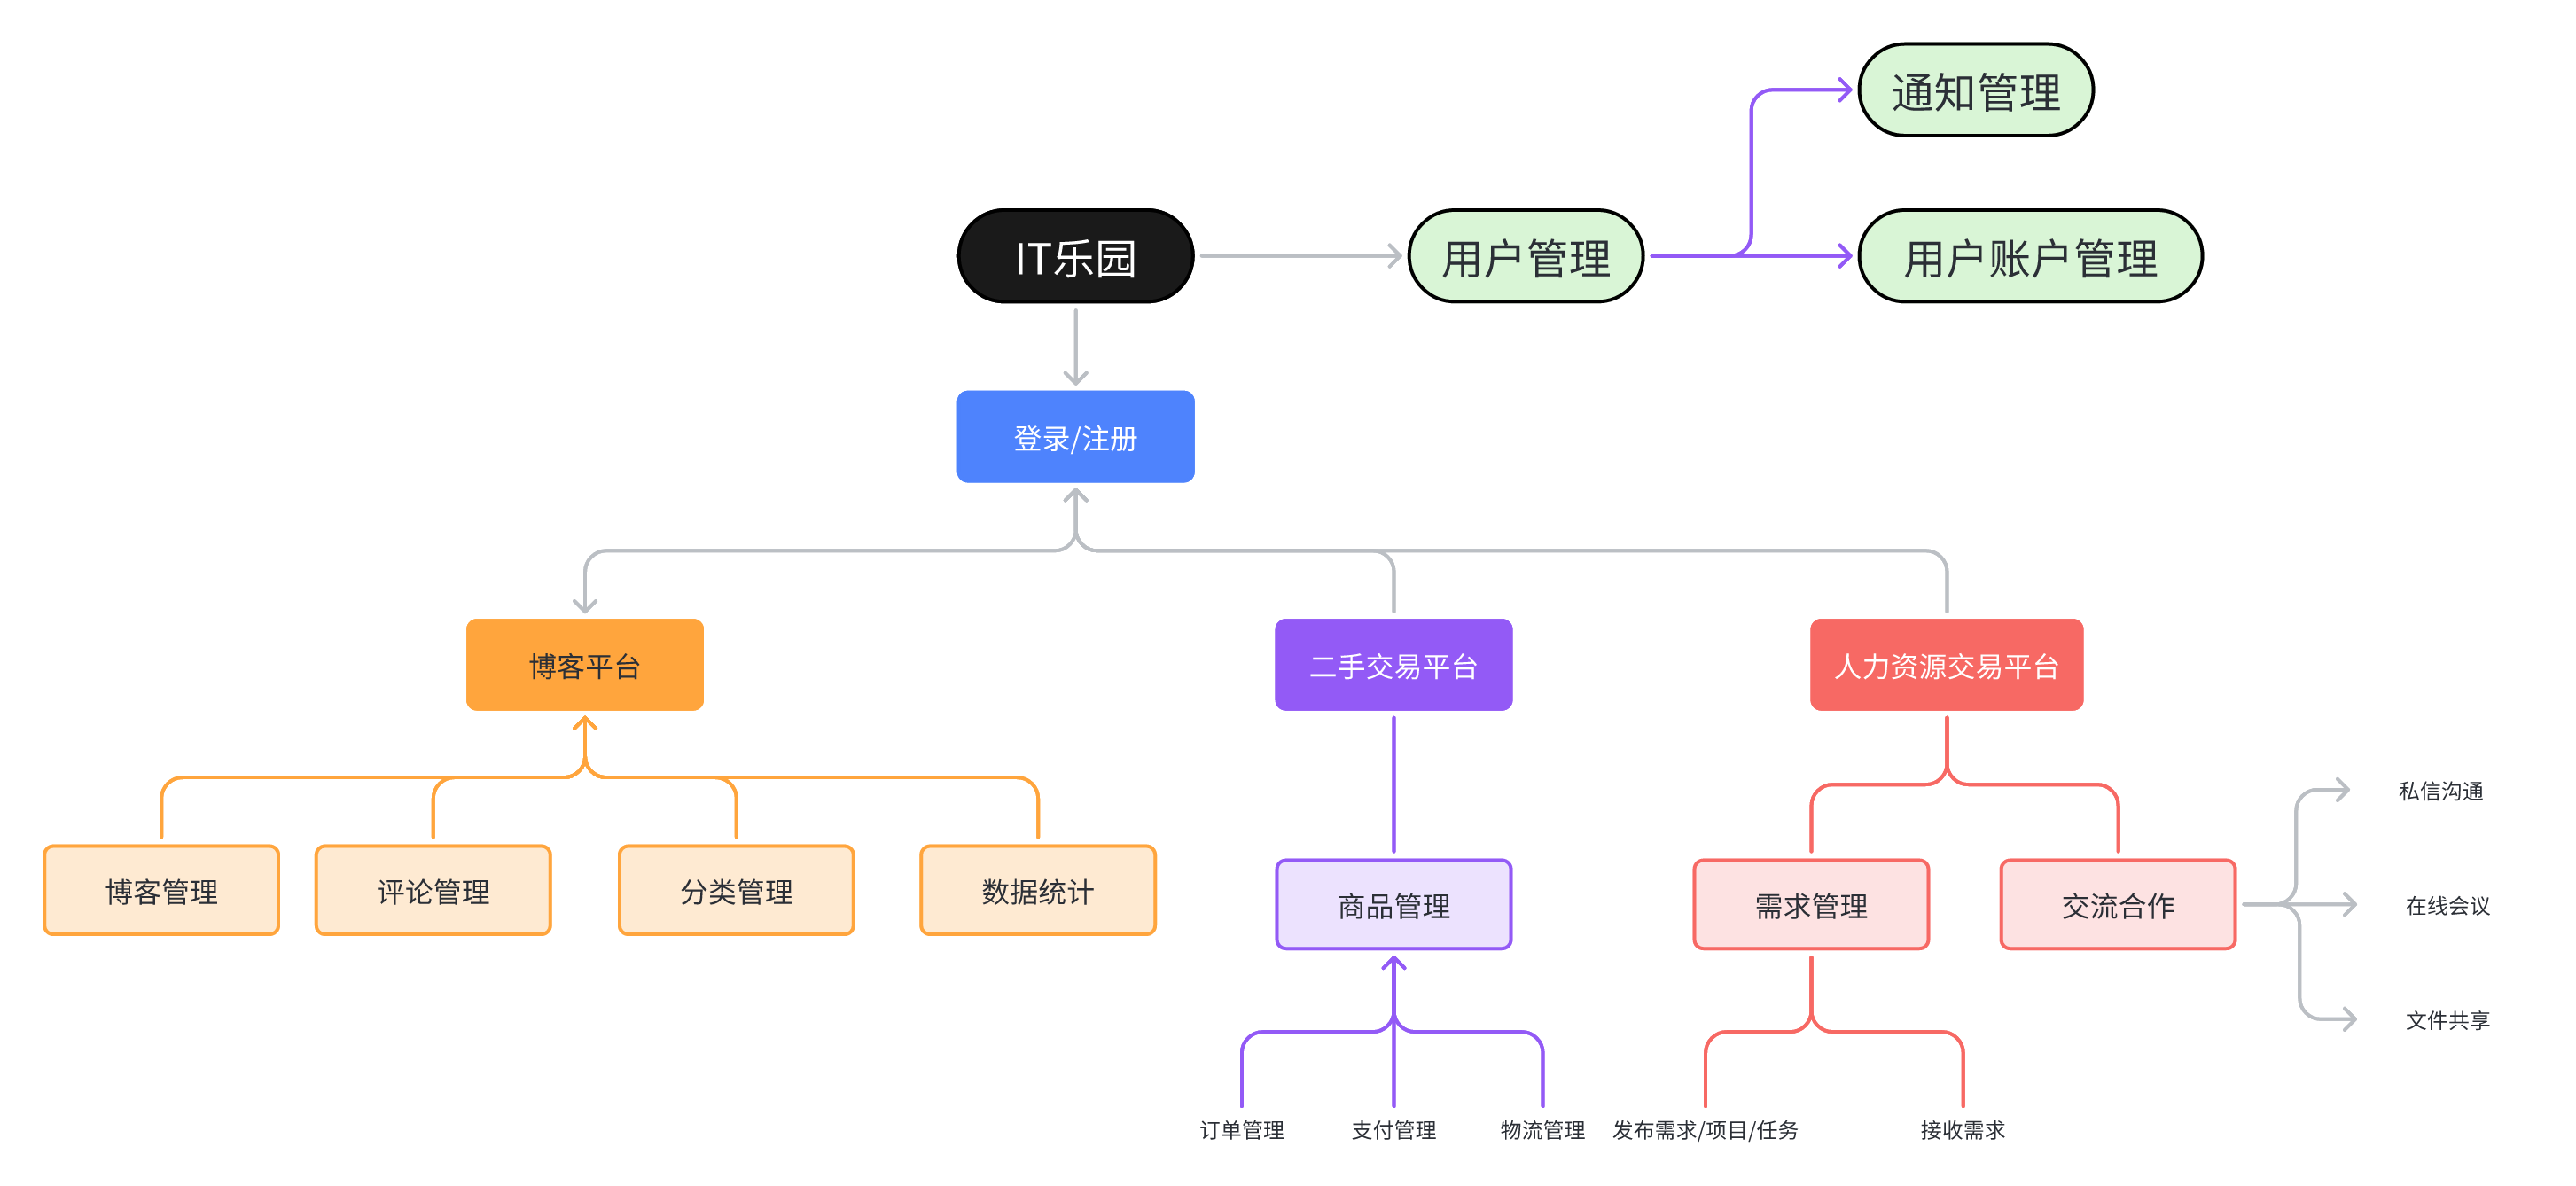 通知管理
IT乐园
用户管理
用户账户管理
登录/注册
博客平台
二手交易平台
人力资源交易平台
私信沟通
博客管理
评论管理
分类管理
数据统计
商品管理
需求管理
交流合作
在线会议
文件共享
订单管理
支付管理
物流管理
发布需求/项目/任务
接收需求